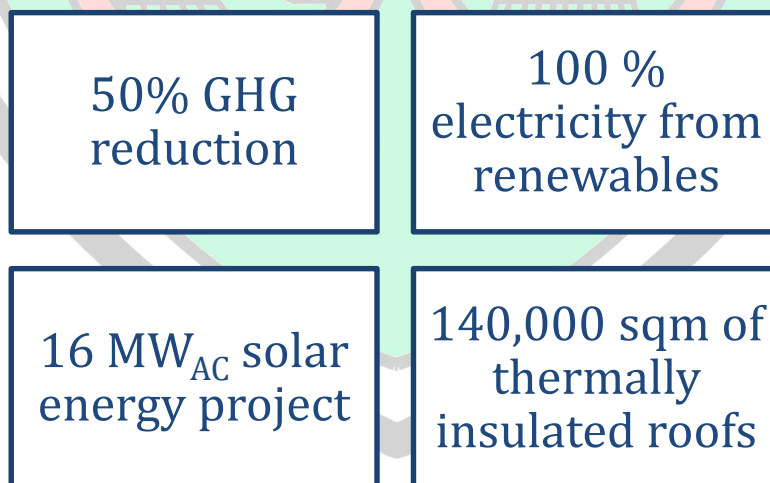 50% GHG
reduction
100 %
electricity from
renewables
16 MWAC solar
energy project
140,000 sqm of
thermally
insulated roofs